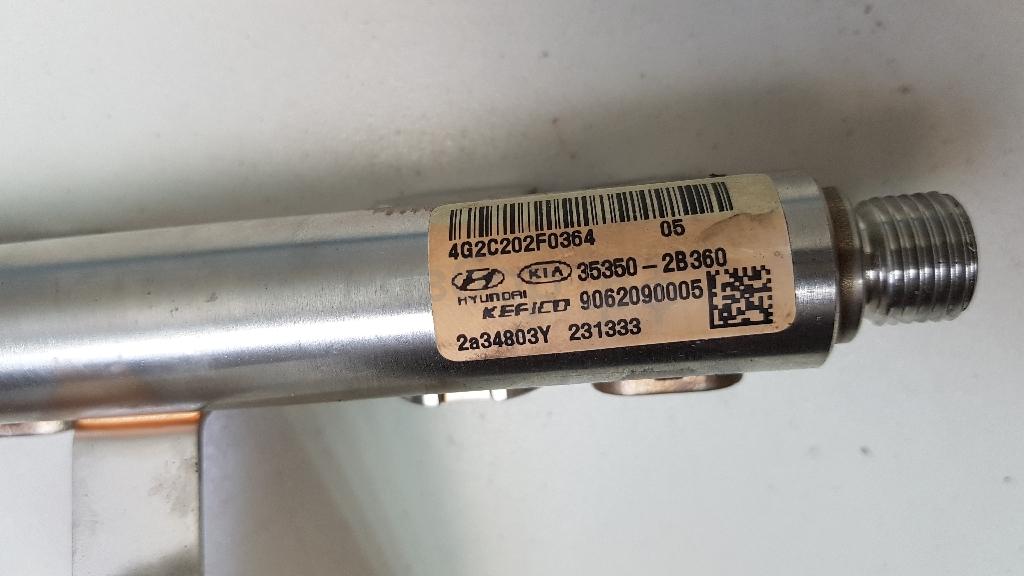 4G2C202F0364 05
HYUNDAI KIA 35350-2B360
KEFICO 9062090005
2a34803Y 231333